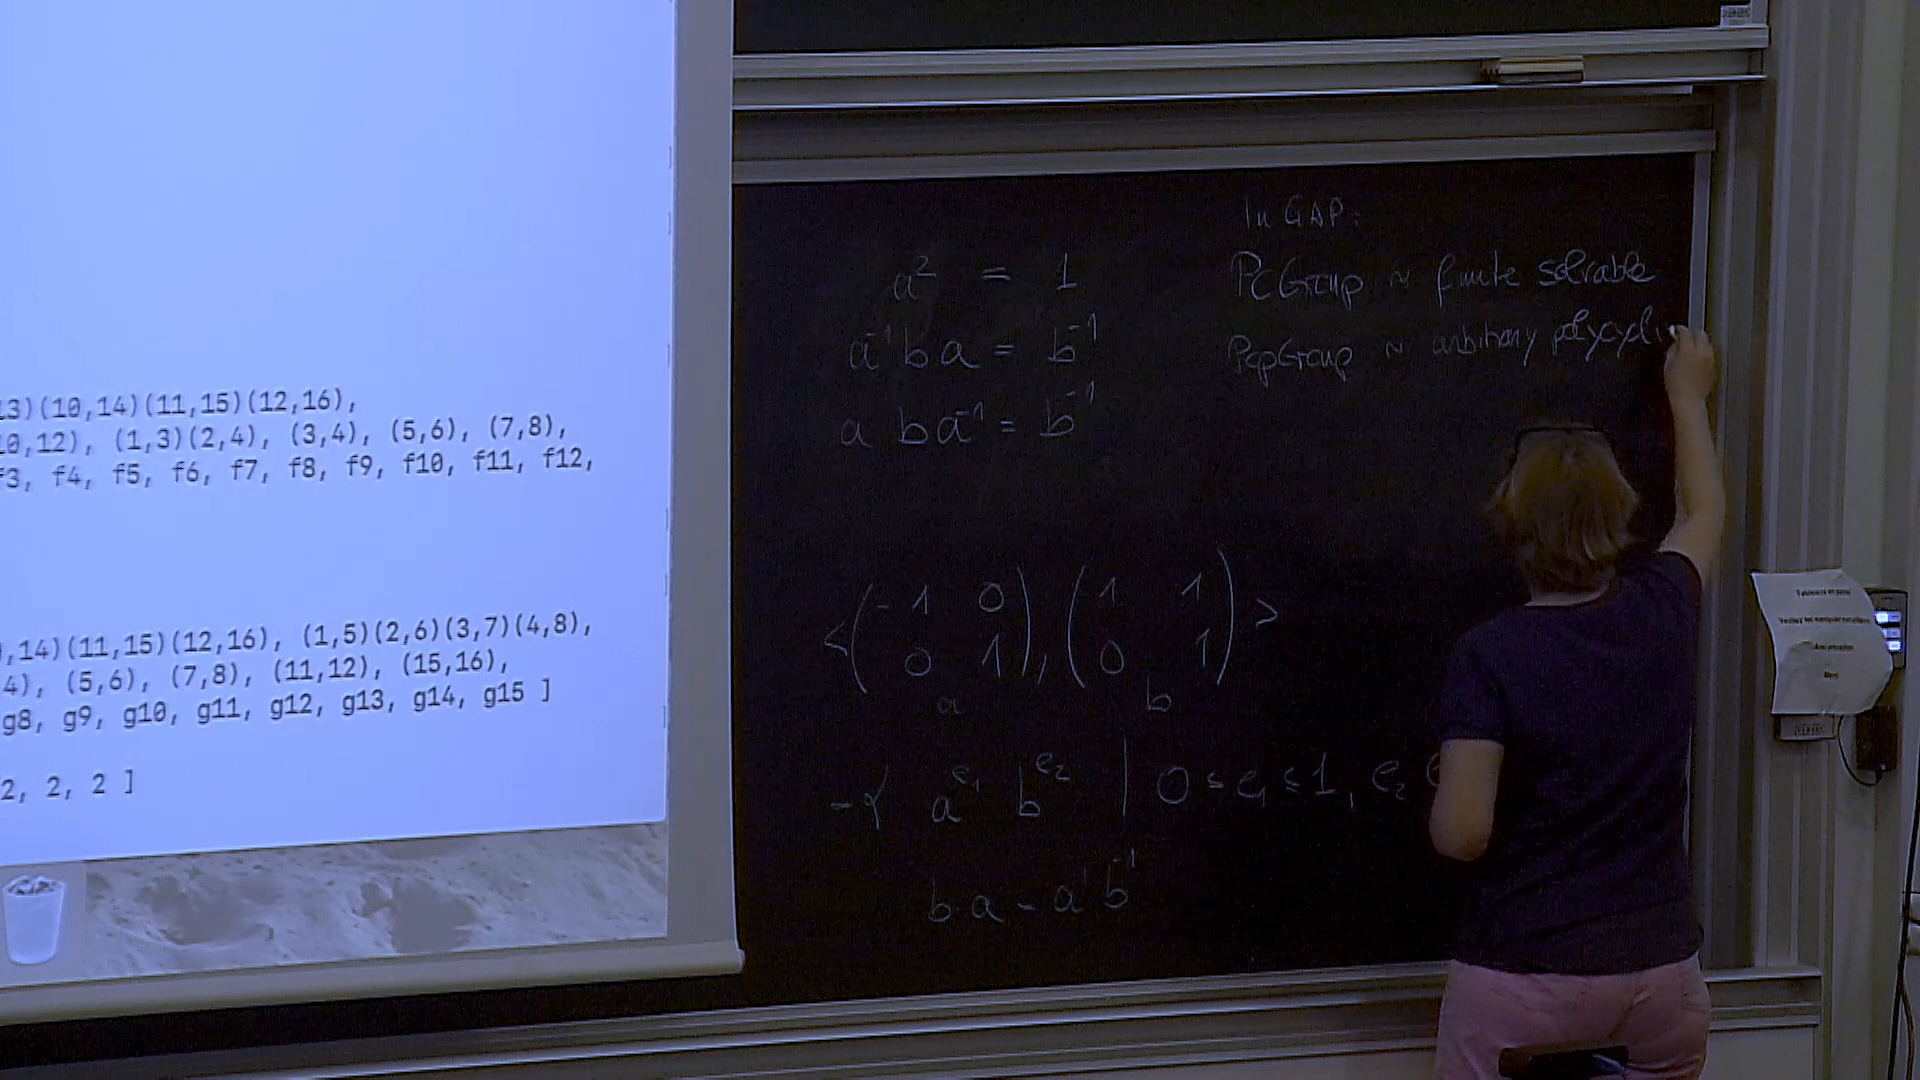 13)(10,14)(11,15)(12,16),
10,12), (1,3)(2,4), (3,4), (5,6), (7,8),
f3, f4, f5, f6, f7, f8, f9, f10, f11, f12,
,14)(11,15)(12,16), (1,5)(2,6)(3,7)(4,8),
4), (5,6), (7,8), (11,12), (15,16),
g8, g9, g10, g11, g12, g13, g14, g15 ]
2, 2, 2 ]
a² = 1
a⁻¹ b a = b⁻¹
a b a⁻¹ = b⁻¹
In GAP:
PcGroup ~ finite solvable
PcpGroup ~ arbitrary polycycli
< ( -1 0 ) , ( 1 1 ) >
( 0 1 ) ( 0 1 )
a b
= { a^e₁ b^e₂ | 0 ≤ e₁ ≤ 1, e₂
b a = a¹ b⁻¹